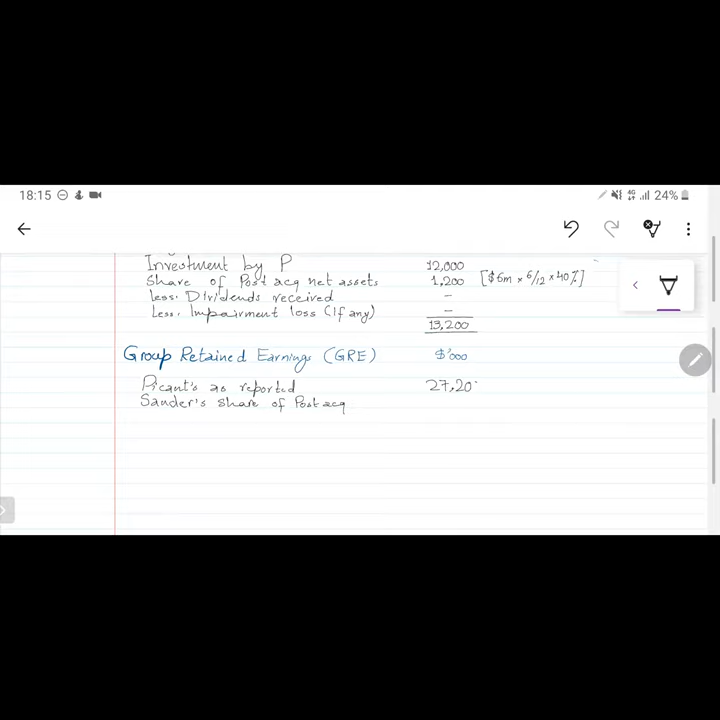 18:15 4G 24%
Investment by P 12,000
Share of Post acq net assets 1,200 [$6m × 6/12 × 40%]
Less. Dividends received -
Less. Impairment loss (if any) -
13,200
Group Retained Earnings (GRE) $'000
Picant's as reported 27,20
Sander's share of Post acq